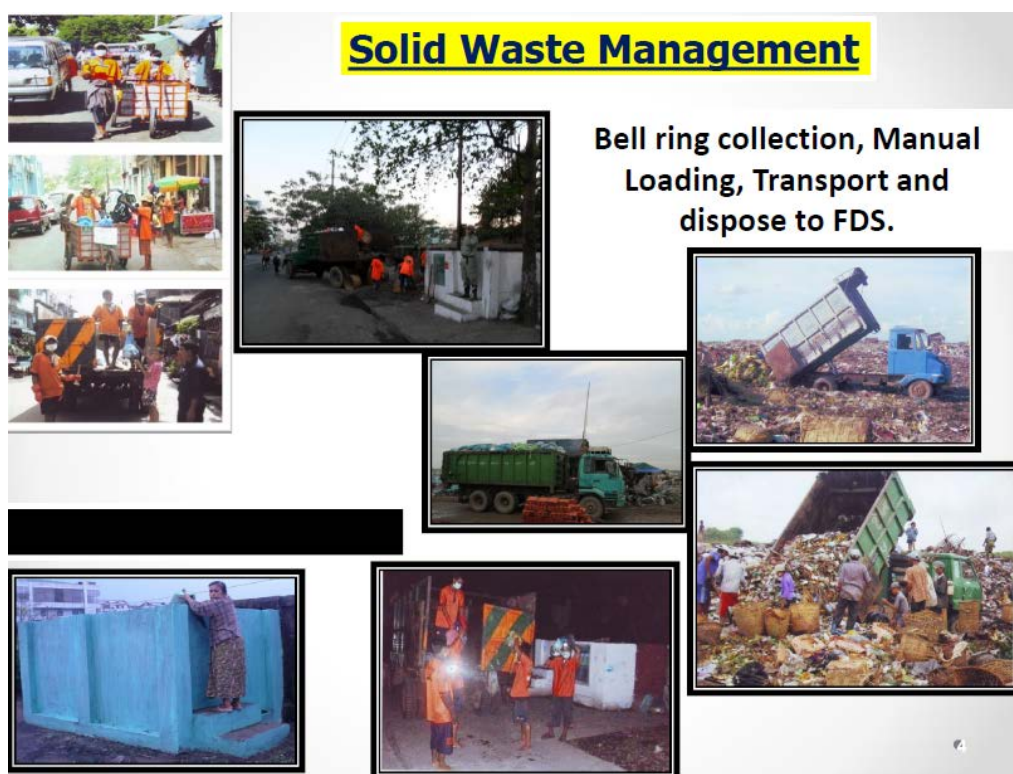 Solid Waste Management
Bell ring collection, Manual
Loading, Transport and
dispose to FDS.
4